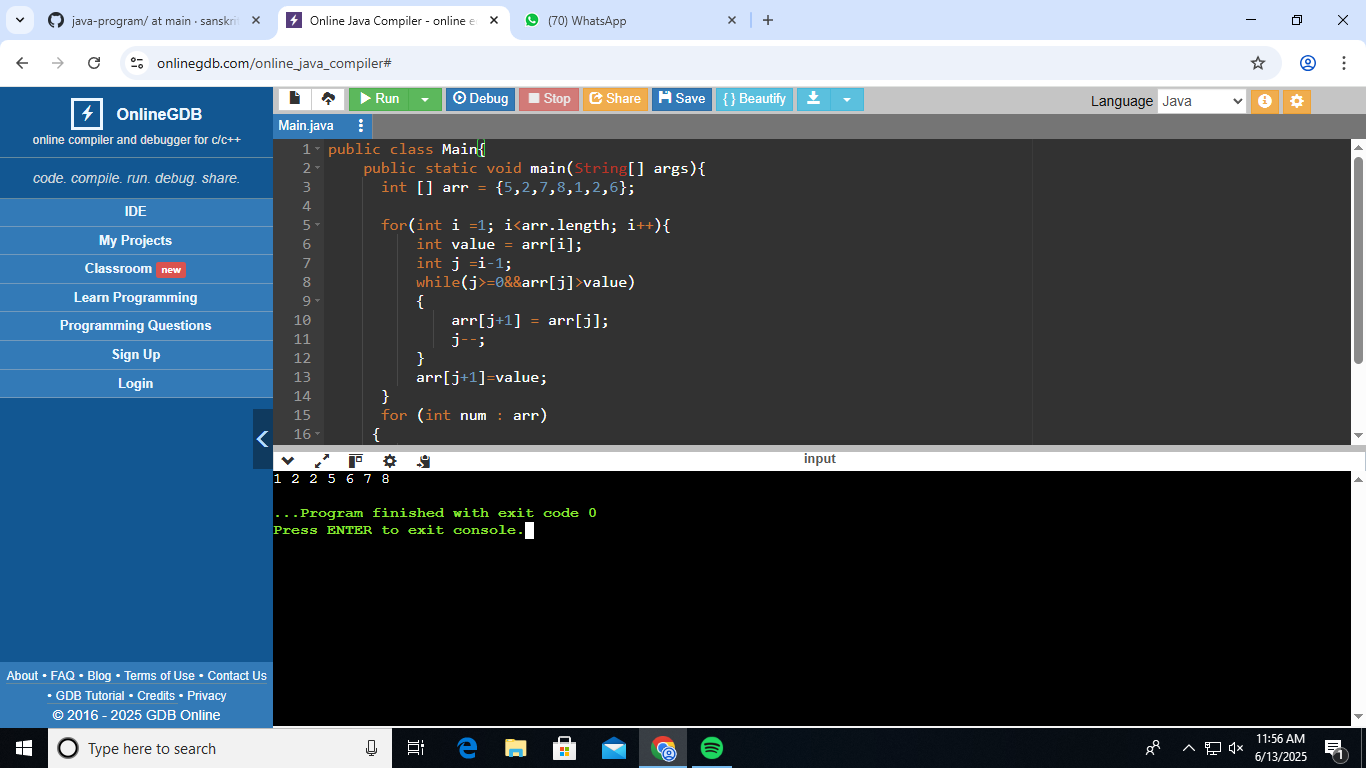 java-program/ at main · sanskrit
Online Java Compiler - online e
(70) WhatsApp
onlinegdb.com/online_java_compiler#
OnlineGDB
online compiler and debugger for c/c++
code. compile. run. debug. share.
IDE
My Projects
Classroom new
Learn Programming
Programming Questions
Sign Up
Login
About • FAQ • Blog • Terms of Use • Contact Us
• GDB Tutorial • Credits • Privacy
© 2016 - 2025 GDB Online
Run Debug Stop Share Save { } Beautify
Language Java
Main.java
1 public class Main{
2     public static void main(String[] args){
3       int [] arr = {5,2,7,8,1,2,6};
4
5       for(int i =1; i<arr.length; i++){
6           int value = arr[i];
7           int j =i-1;
8           while(j>=0&&arr[j]>value)
9           {
10              arr[j+1] = arr[j];
11              j--;
12          }
13          arr[j+1]=value;
14      }
15      for (int num : arr)
16     {
input
1 2 2 5 6 7 8
...Program finished with exit code 0
Press ENTER to exit console.
Type here to search
11:56 AM
6/13/2025
1